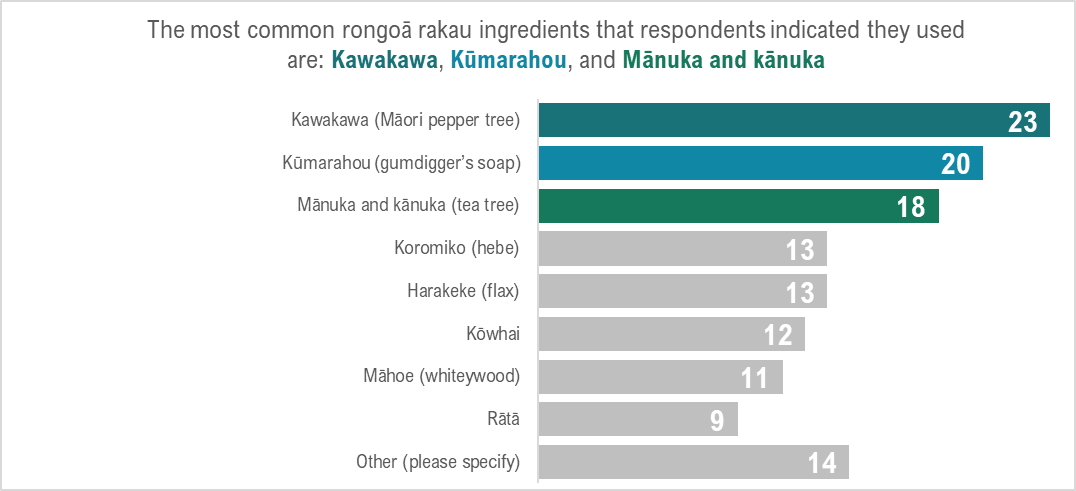 The most common rongoā rakau ingredients that respondents indicated they used
are: Kawakawa, Kūmarahou, and Mānuka and kānuka
Kawakawa (Māori pepper tree) 23
Kūmarahou (gumdigger's soap) 20
Mānuka and kānuka (tea tree) 18
Koromiko (hebe) 13
Harakeke (flax) 13
Kōwhai 12
Māhoe (whiteywood) 11
Rātā 9
Other (please specify) 14